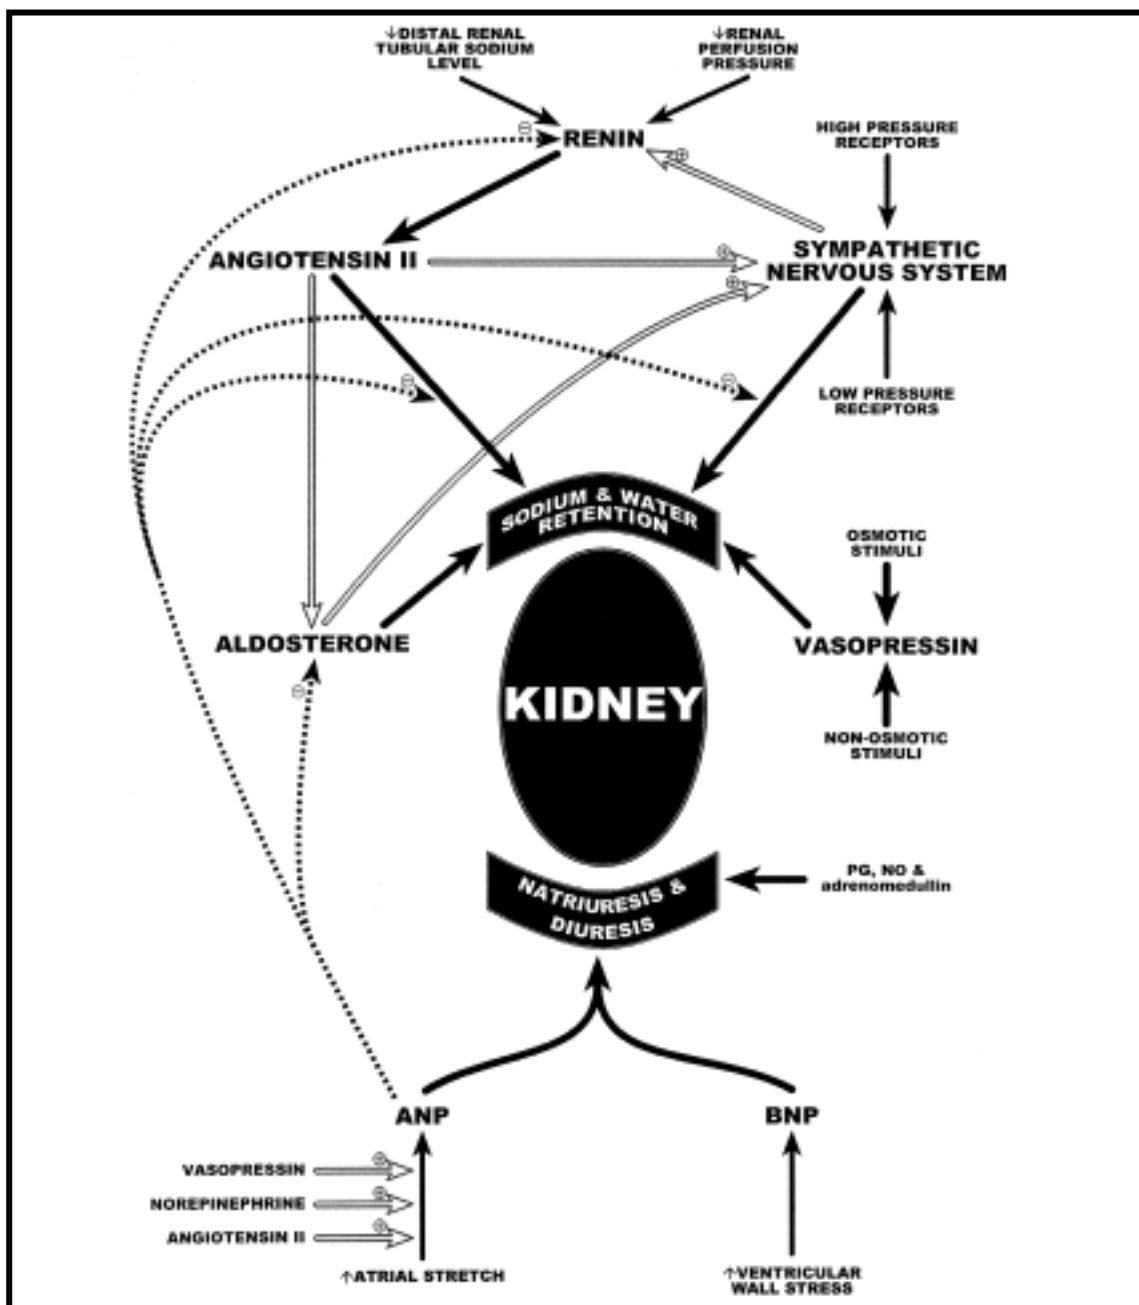 ↓DISTAL RENAL
TUBULAR SODIUM
LEVEL
↓RENAL
PERFUSION
PRESSURE
⊖
RENIN
⊕
HIGH PRESSURE
RECEPTORS
ANGIOTENSIN II
⊕
SYMPATHETIC
NERVOUS SYSTEM
⊕
⊖
⊖
LOW PRESSURE
RECEPTORS
SODIUM & WATER
RETENTION
OSMOTIC
STIMULI
ALDOSTERONE
VASOPRESSIN
⊖
KIDNEY
NON-OSMOTIC
STIMULI
PG, NO &
adrenomedullin
NATRIURESIS &
DIURESIS
ANP
BNP
⊕
VASOPRESSIN
⊕
NOREPINEPHRINE
⊕
ANGIOTENSIN II
↑ATRIAL STRETCH
↑VENTRICULAR
WALL STRESS